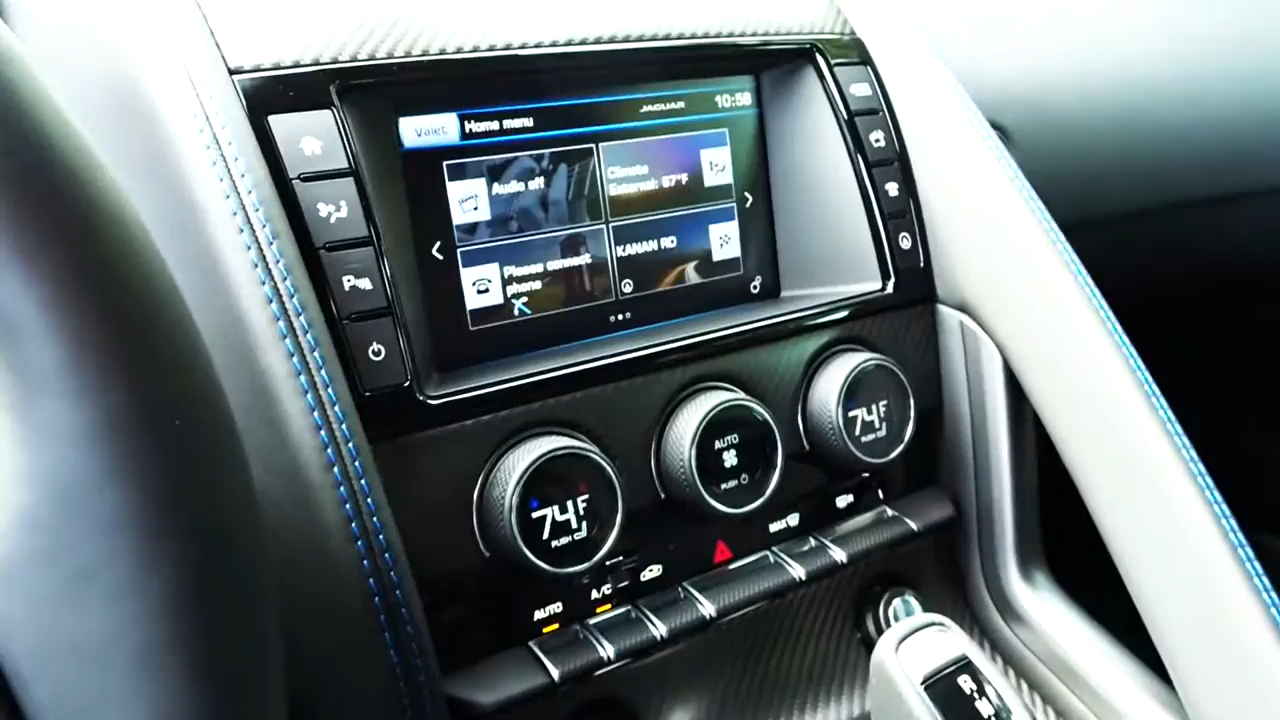 Valet
Home menu
JAGUAR
10:58
Audio off
Climate
External: 67°F
Please connect
phone
KANAN RD
P
74F
PUSH
AUTO
PUSH
74F
PUSH
AUTO
A/C
MAX
R